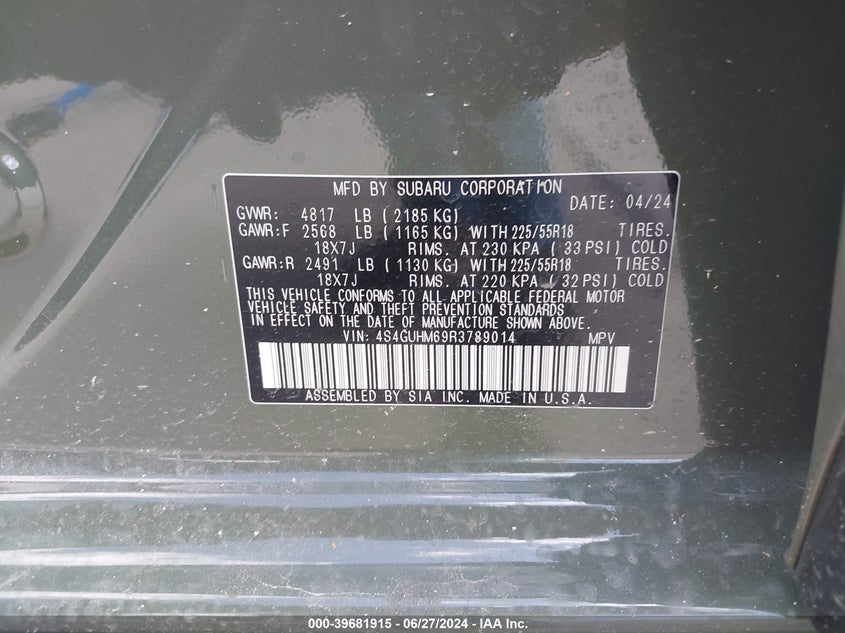 MFD BY SUBARU CORPORATION
DATE: 04/24
GVWR: 4817 LB (2185 KG)
GAWR:F 2568 LB (1165 KG) WITH 225/55R18 TIRES.
18X7J RIMS. AT 230 KPA (33 PSI) COLD
GAWR:R 2491 LB (1130 KG) WITH 225/55R18 TIRES.
18X7J RIMS. AT 220 KPA (32 PSI) COLD
THIS VEHICLE CONFORMS TO ALL APPLICABLE FEDERAL MOTOR
VEHICLE SAFETY AND THEFT PREVENTION STANDARDS
IN EFFECT ON THE DATE OF MANUFACTURE SHOWN ABOVE.
VIN: 4S4GUHM69R3789014 MPV
ASSEMBLED BY SIA INC. MADE IN U.S.A.
000-39681915 - 06/27/2024 - IAA Inc.